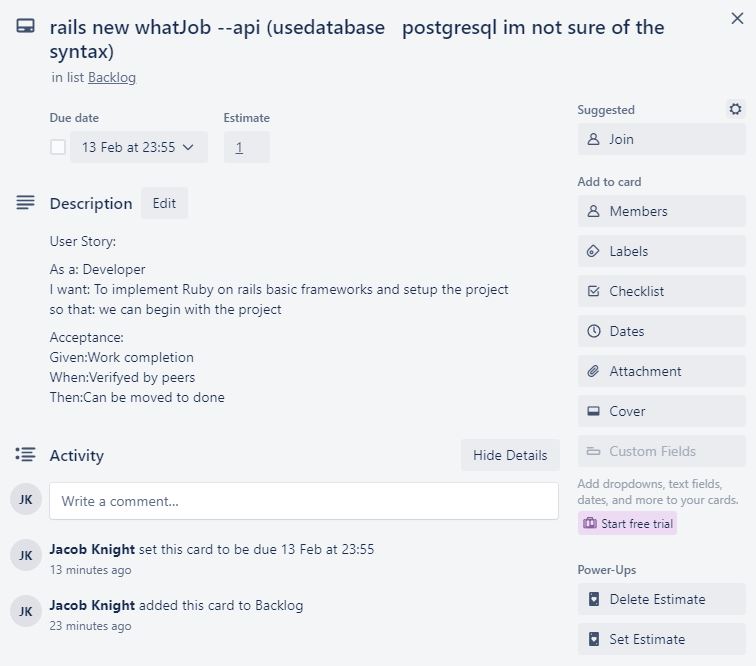 rails new whatJob --api (usedatabase postgresql im not sure of the
syntax)
in list Backlog
Due date
Estimate
13 Feb at 23:55
1
Description
Edit
User Story:
As a: Developer
I want: To implement Ruby on rails basic frameworks and setup the project
so that: we can begin with the project
Acceptance:
Given:Work completion
When:Verifyed by peers
Then:Can be moved to done
Activity
Hide Details
JK
Write a comment...
JK
Jacob Knight set this card to be due 13 Feb at 23:55
13 minutes ago
JK
Jacob Knight added this card to Backlog
23 minutes ago
Suggested
Join
Add to card
Members
Labels
Checklist
Dates
Attachment
Cover
Custom Fields
Add dropdowns, text fields,
dates, and more to your cards.
Start free trial
Power-Ups
Delete Estimate
Set Estimate